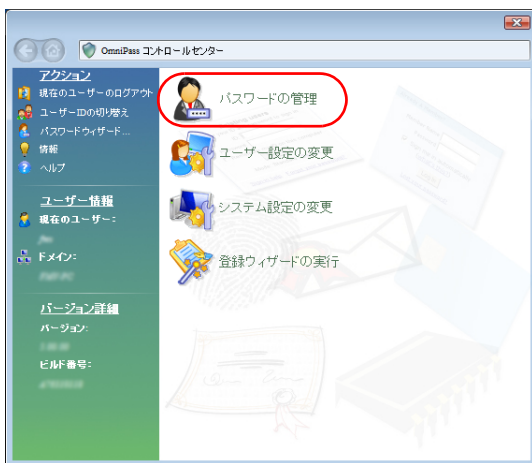 OmniPass コントロールセンター
アクション
現在のユーザーのログアウト
ユーザーIDの切り替え
パスワードウィザード...
情報
ヘルプ
ユーザー情報
現在のユーザー:
ドメイン:
バージョン詳細
バージョン:
ビルド番号:
パスワードの管理
ユーザー設定の変更
システム設定の変更
登録ウィザードの実行